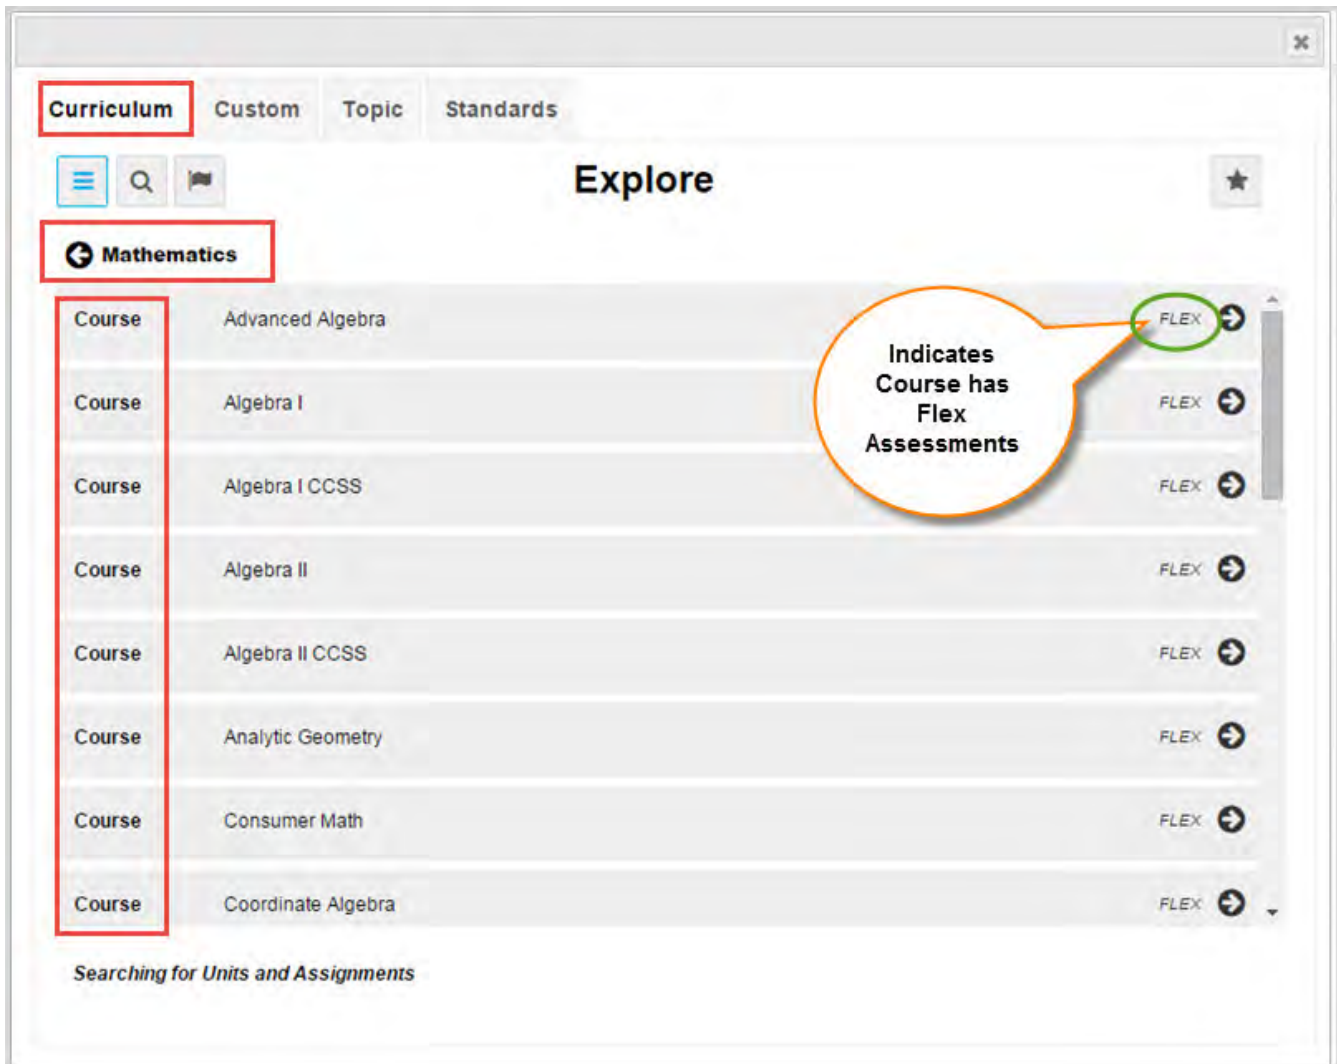 Curriculum Custom Topic Standards
Explore
Mathematics
Course Advanced Algebra FLEX
Indicates
Course has
Flex
Assessments
Course Algebra I FLEX
Course Algebra I CCSS FLEX
Course Algebra II FLEX
Course Algebra II CCSS FLEX
Course Analytic Geometry FLEX
Course Consumer Math FLEX
Course Coordinate Algebra FLEX
Searching for Units and Assignments